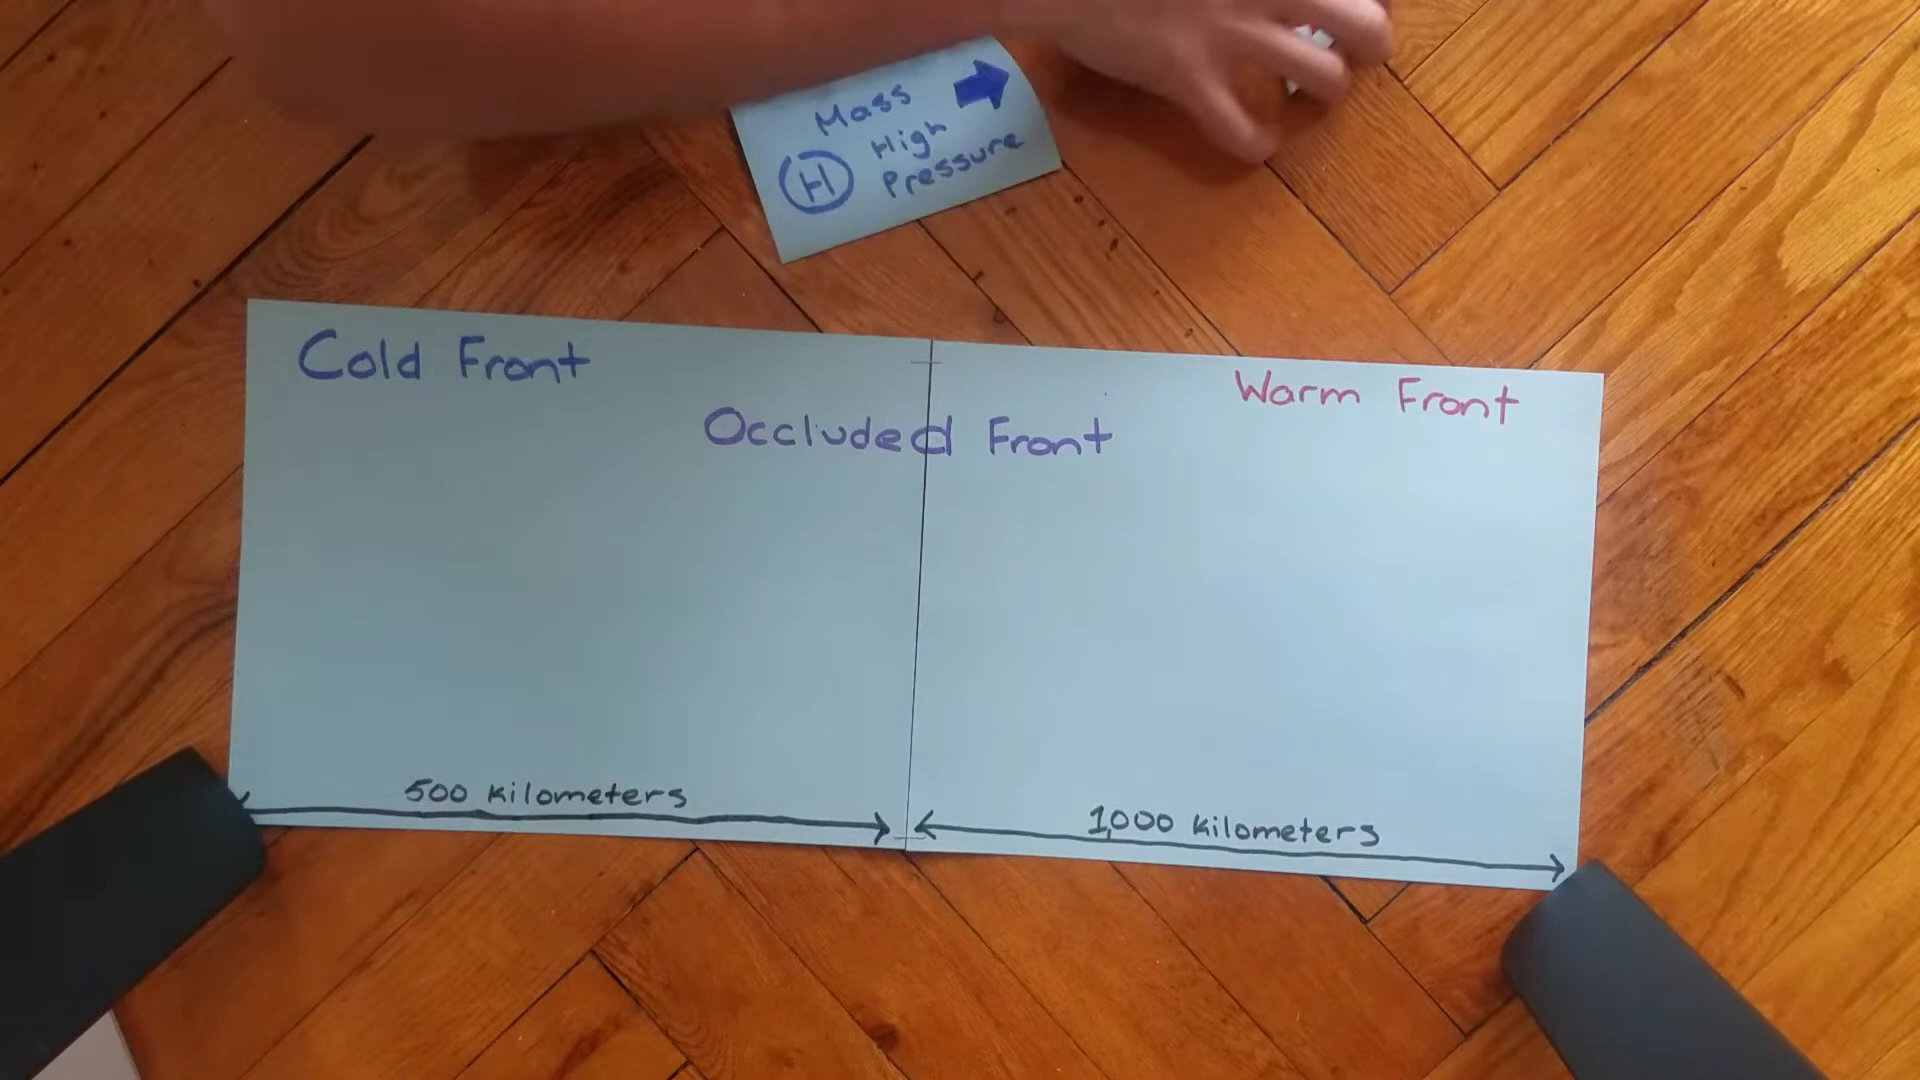 Mass
High
Pressure
H
Cold Front
Warm Front
Occluded Front
500 Kilometers
1,000 Kilometers